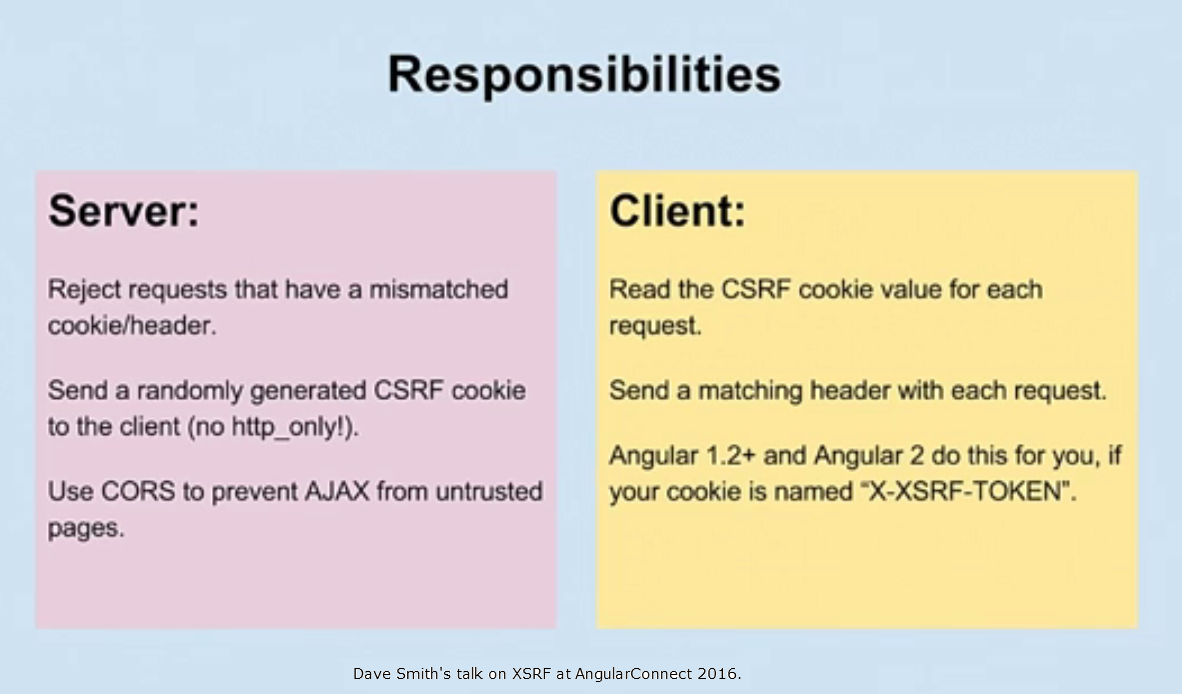 Responsibilities
Server:
Reject requests that have a mismatched
cookie/header.
Send a randomly generated CSRF cookie
to the client (no http_only!).
Use CORS to prevent AJAX from untrusted
pages.
Client:
Read the CSRF cookie value for each
request.
Send a matching header with each request.
Angular 1.2+ and Angular 2 do this for you, if
your cookie is named “X-XSRF-TOKEN”.
Dave Smith's talk on XSRF at AngularConnect 2016.